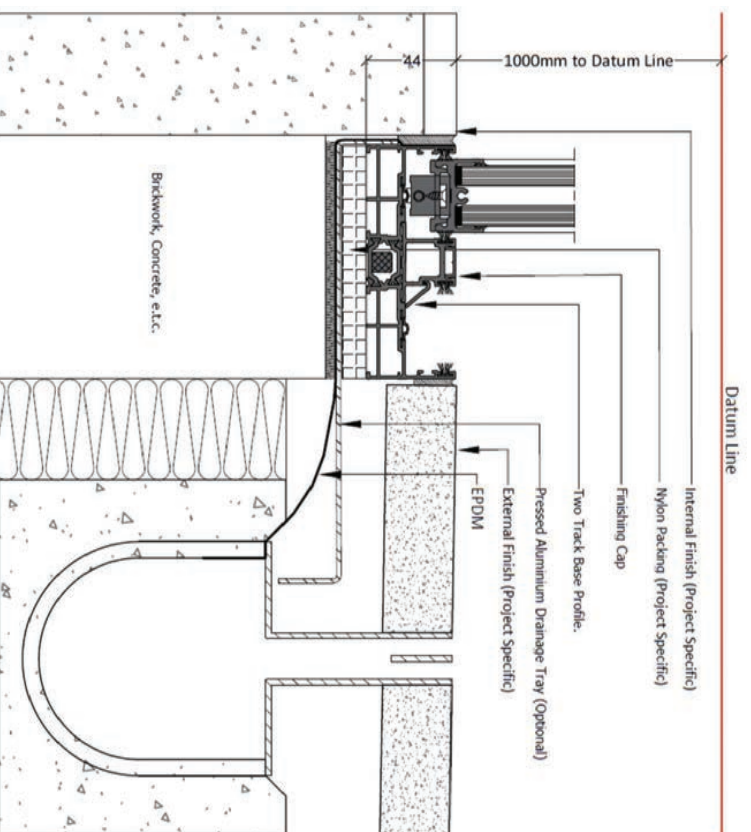 Datum Line
44
1000mm to Datum Line
Internal Finish (Project Specific)
Nylon Packing (Project Specific)
Finishing Cap
Two Track Base Profile.
Pressed Aluminium Drainage Tray (Optional)
External Finish (Project Specific)
EPDM
Brickwork, Concrete, e.t.c.